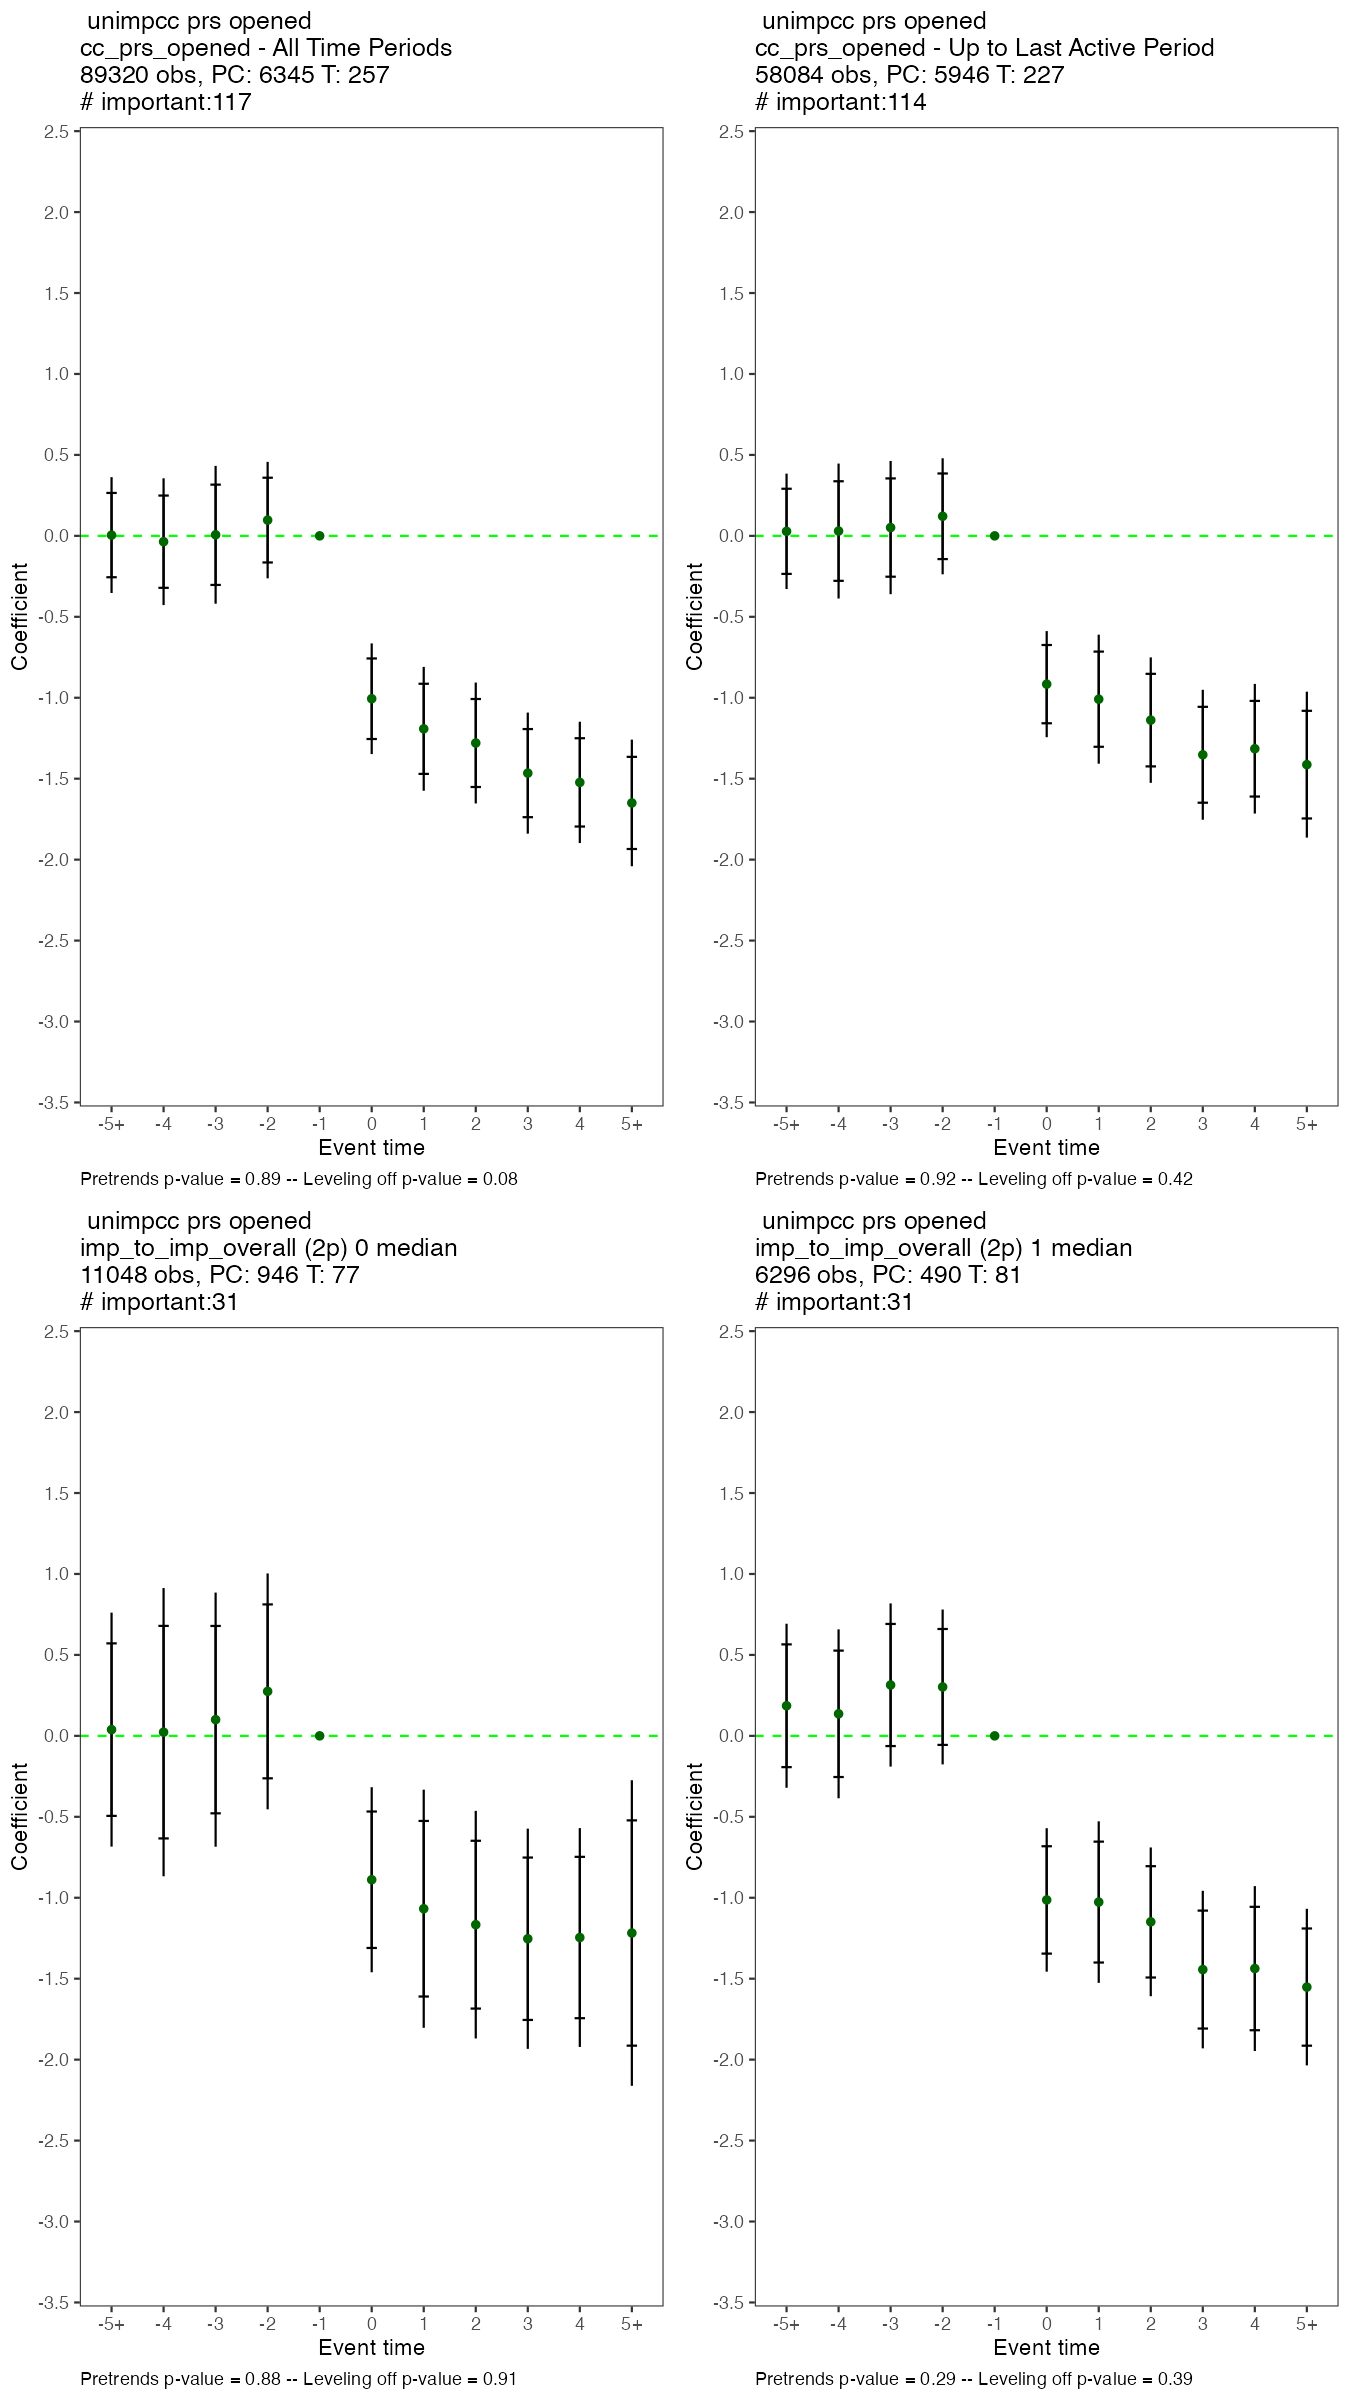 unimpcc prs opened
cc_prs_opened - All Time Periods
89320 obs, PC: 6345 T: 257
# important:117
2.5
2.0
1.5
1.0
0.5
0.0
-0.5
-1.0
-1.5
-2.0
-2.5
-3.0
-3.5
Coefficient
-5+ -4 -3 -2 -1 0 1 2 3 4 5+
Event time
Pretrends p-value = 0.89 -- Leveling off p-value = 0.08
unimpcc prs opened
cc_prs_opened - Up to Last Active Period
58084 obs, PC: 5946 T: 227
# important:114
2.5
2.0
1.5
1.0
0.5
0.0
-0.5
-1.0
-1.5
-2.0
-2.5
-3.0
-3.5
Coefficient
-5+ -4 -3 -2 -1 0 1 2 3 4 5+
Event time
Pretrends p-value = 0.92 -- Leveling off p-value = 0.42
unimpcc prs opened
imp_to_imp_overall (2p) 0 median
11048 obs, PC: 946 T: 77
# important:31
2.5
2.0
1.5
1.0
0.5
0.0
-0.5
-1.0
-1.5
-2.0
-2.5
-3.0
-3.5
Coefficient
-5+ -4 -3 -2 -1 0 1 2 3 4 5+
Event time
Pretrends p-value = 0.88 -- Leveling off p-value = 0.91
unimpcc prs opened
imp_to_imp_overall (2p) 1 median
6296 obs, PC: 490 T: 81
# important:31
2.5
2.0
1.5
1.0
0.5
0.0
-0.5
-1.0
-1.5
-2.0
-2.5
-3.0
-3.5
Coefficient
-5+ -4 -3 -2 -1 0 1 2 3 4 5+
Event time
Pretrends p-value = 0.29 -- Leveling off p-value = 0.39